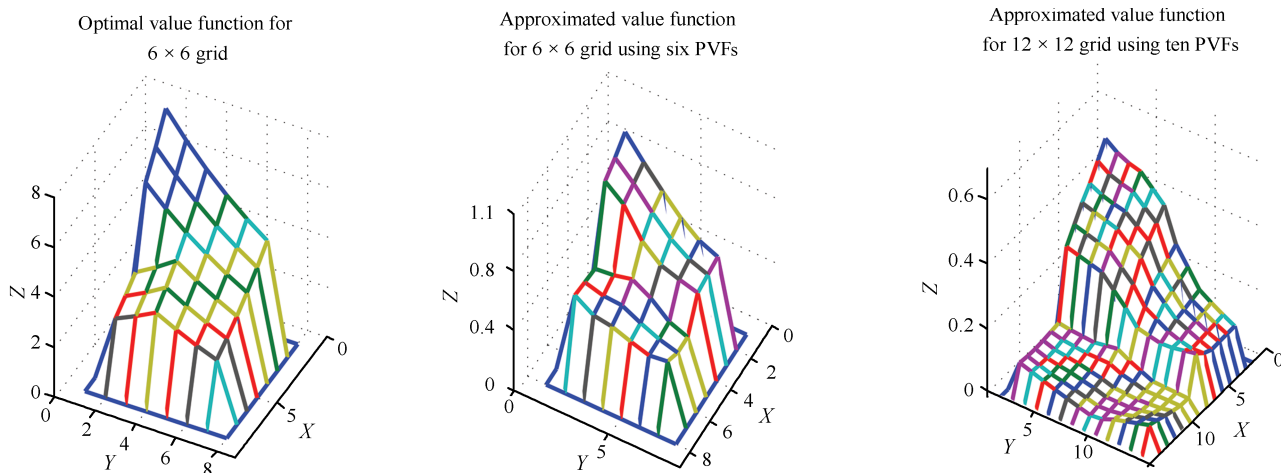 Optimal value function for
6 × 6 grid
8
6
4
2
0
Z
0
2
4
6
8
Y
0
5
X
Approximated value function
for 6 × 6 grid using six PVFs
1.1
0.8
0.4
0
Z
0
5
Y
0
2
4
6
8
X
Approximated value function
for 12 × 12 grid using ten PVFs
0.6
0.4
0.2
0
Z
5
10
Y
0
5
10
X